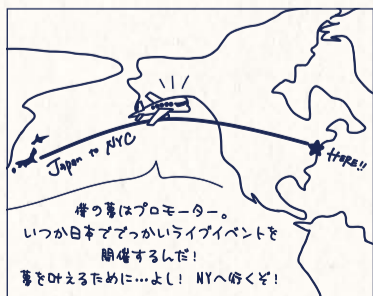 Japan to NYC
HERE!!
僕の夢はプロモーター。
いつか日本ででっかいライブイベントを
開催するんだ!
夢を叶えるために…よし! NYへ行くぞ!